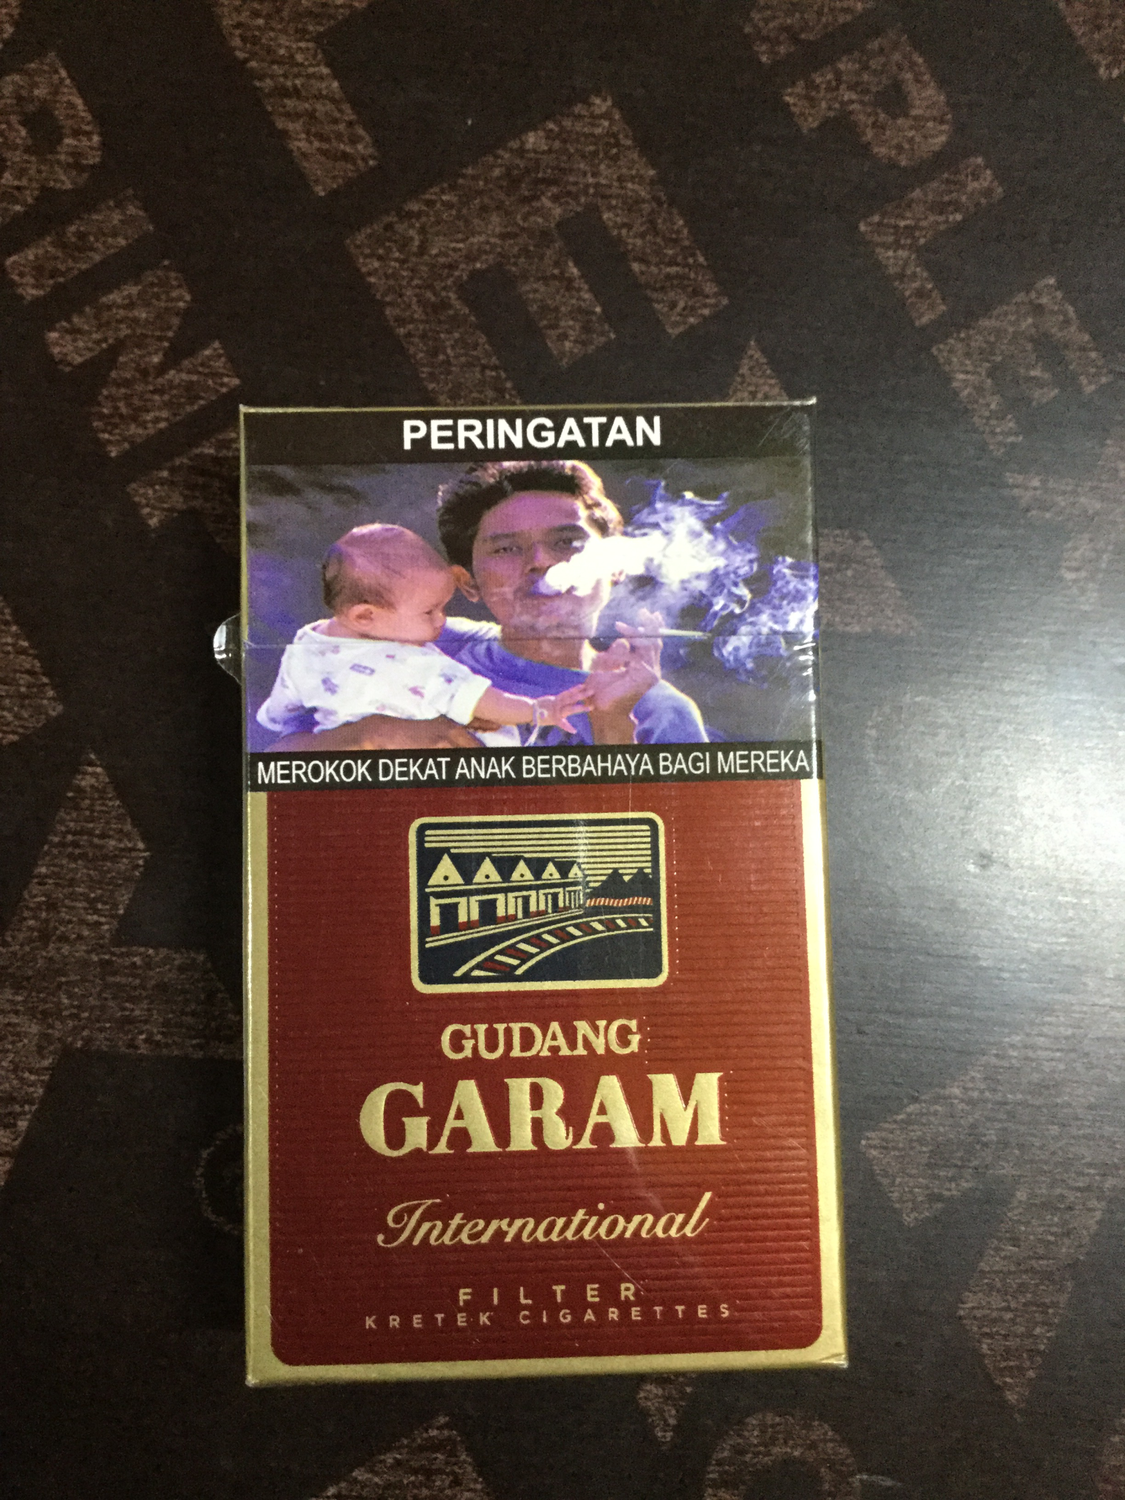 PERINGATAN
MEROKOK DEKAT ANAK BERBAHAYA BAGI MEREKA
GUDANG
GARAM
International
FILTER
KRETEK CIGARETTES